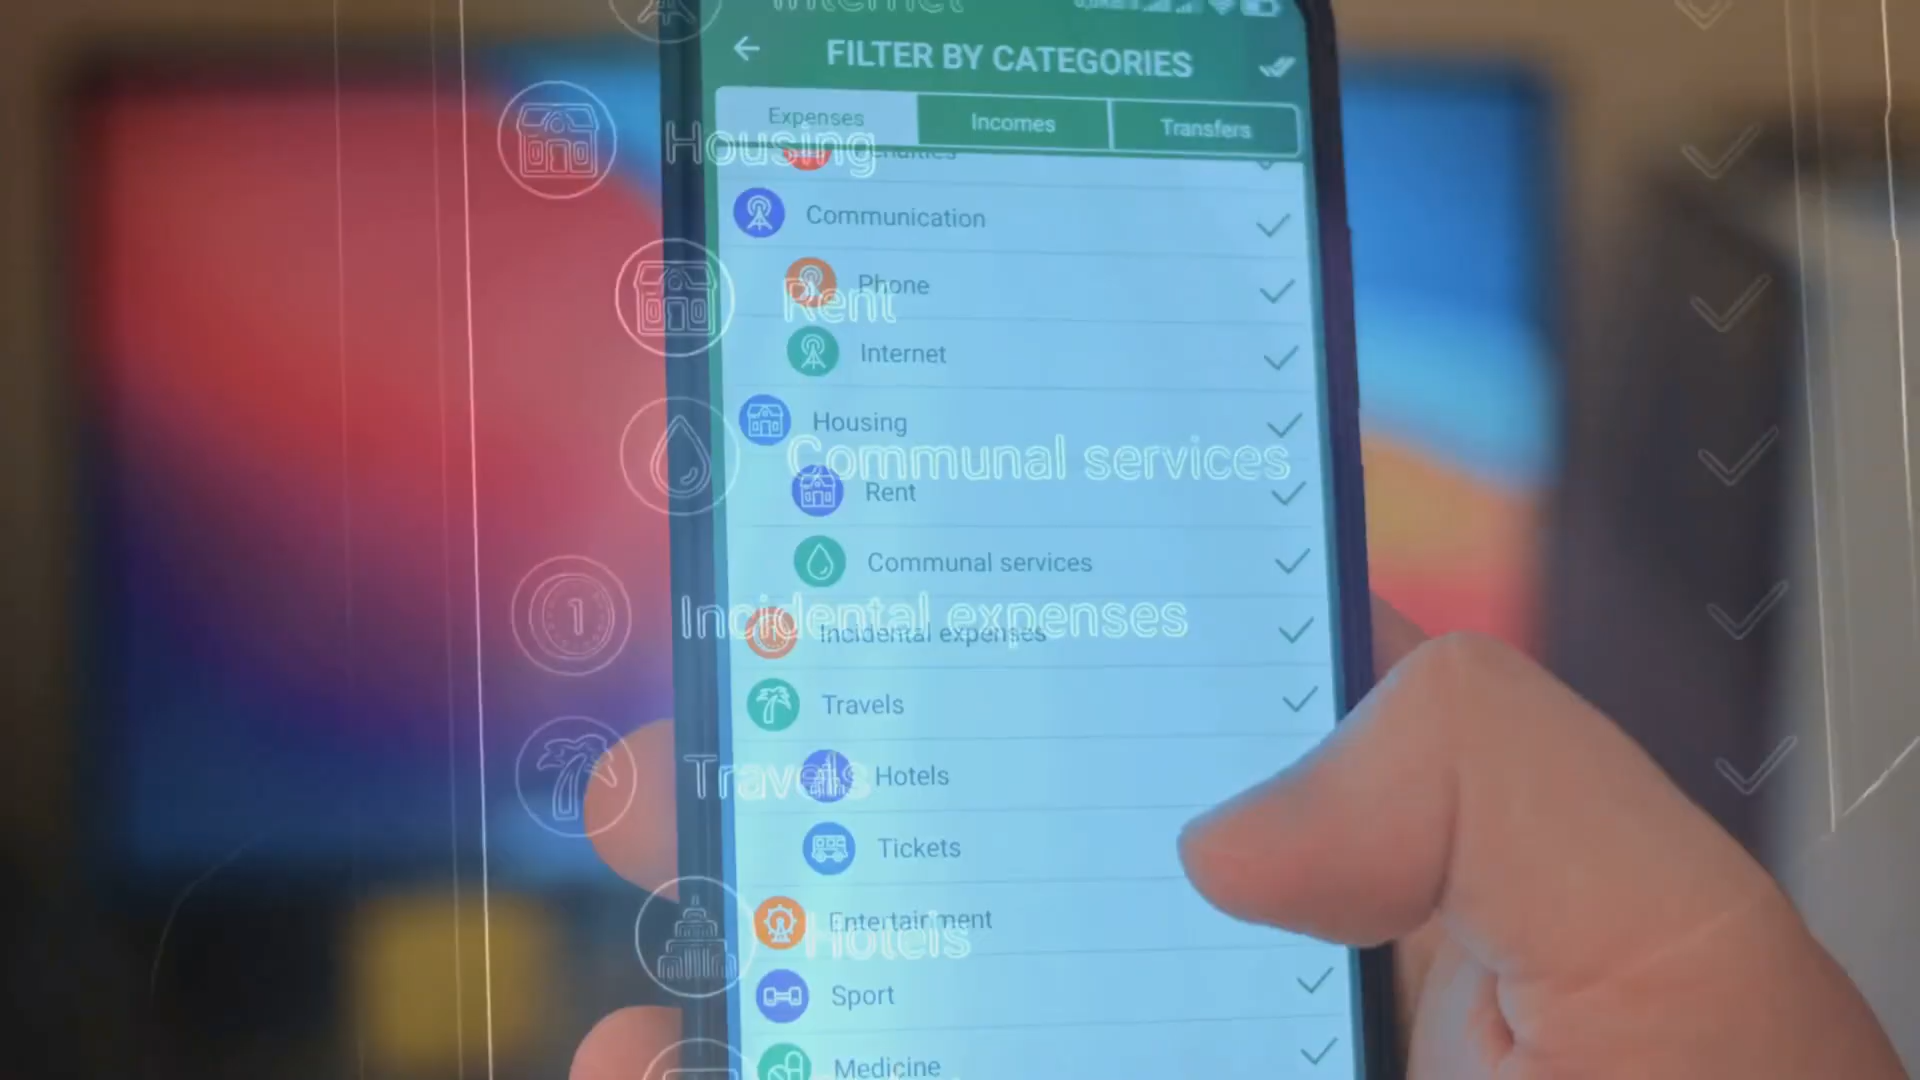 Internet
FILTER BY CATEGORIES
Expenses
Incomes
Transfers
Housing
Communication
Phone
Rent
Internet
Housing
Communal services
Rent
Communal services
Incidental expenses
Incidental expenses
Travels
Travels
Hotels
Tickets
Entertainment
Hotels
Sport
Medicine